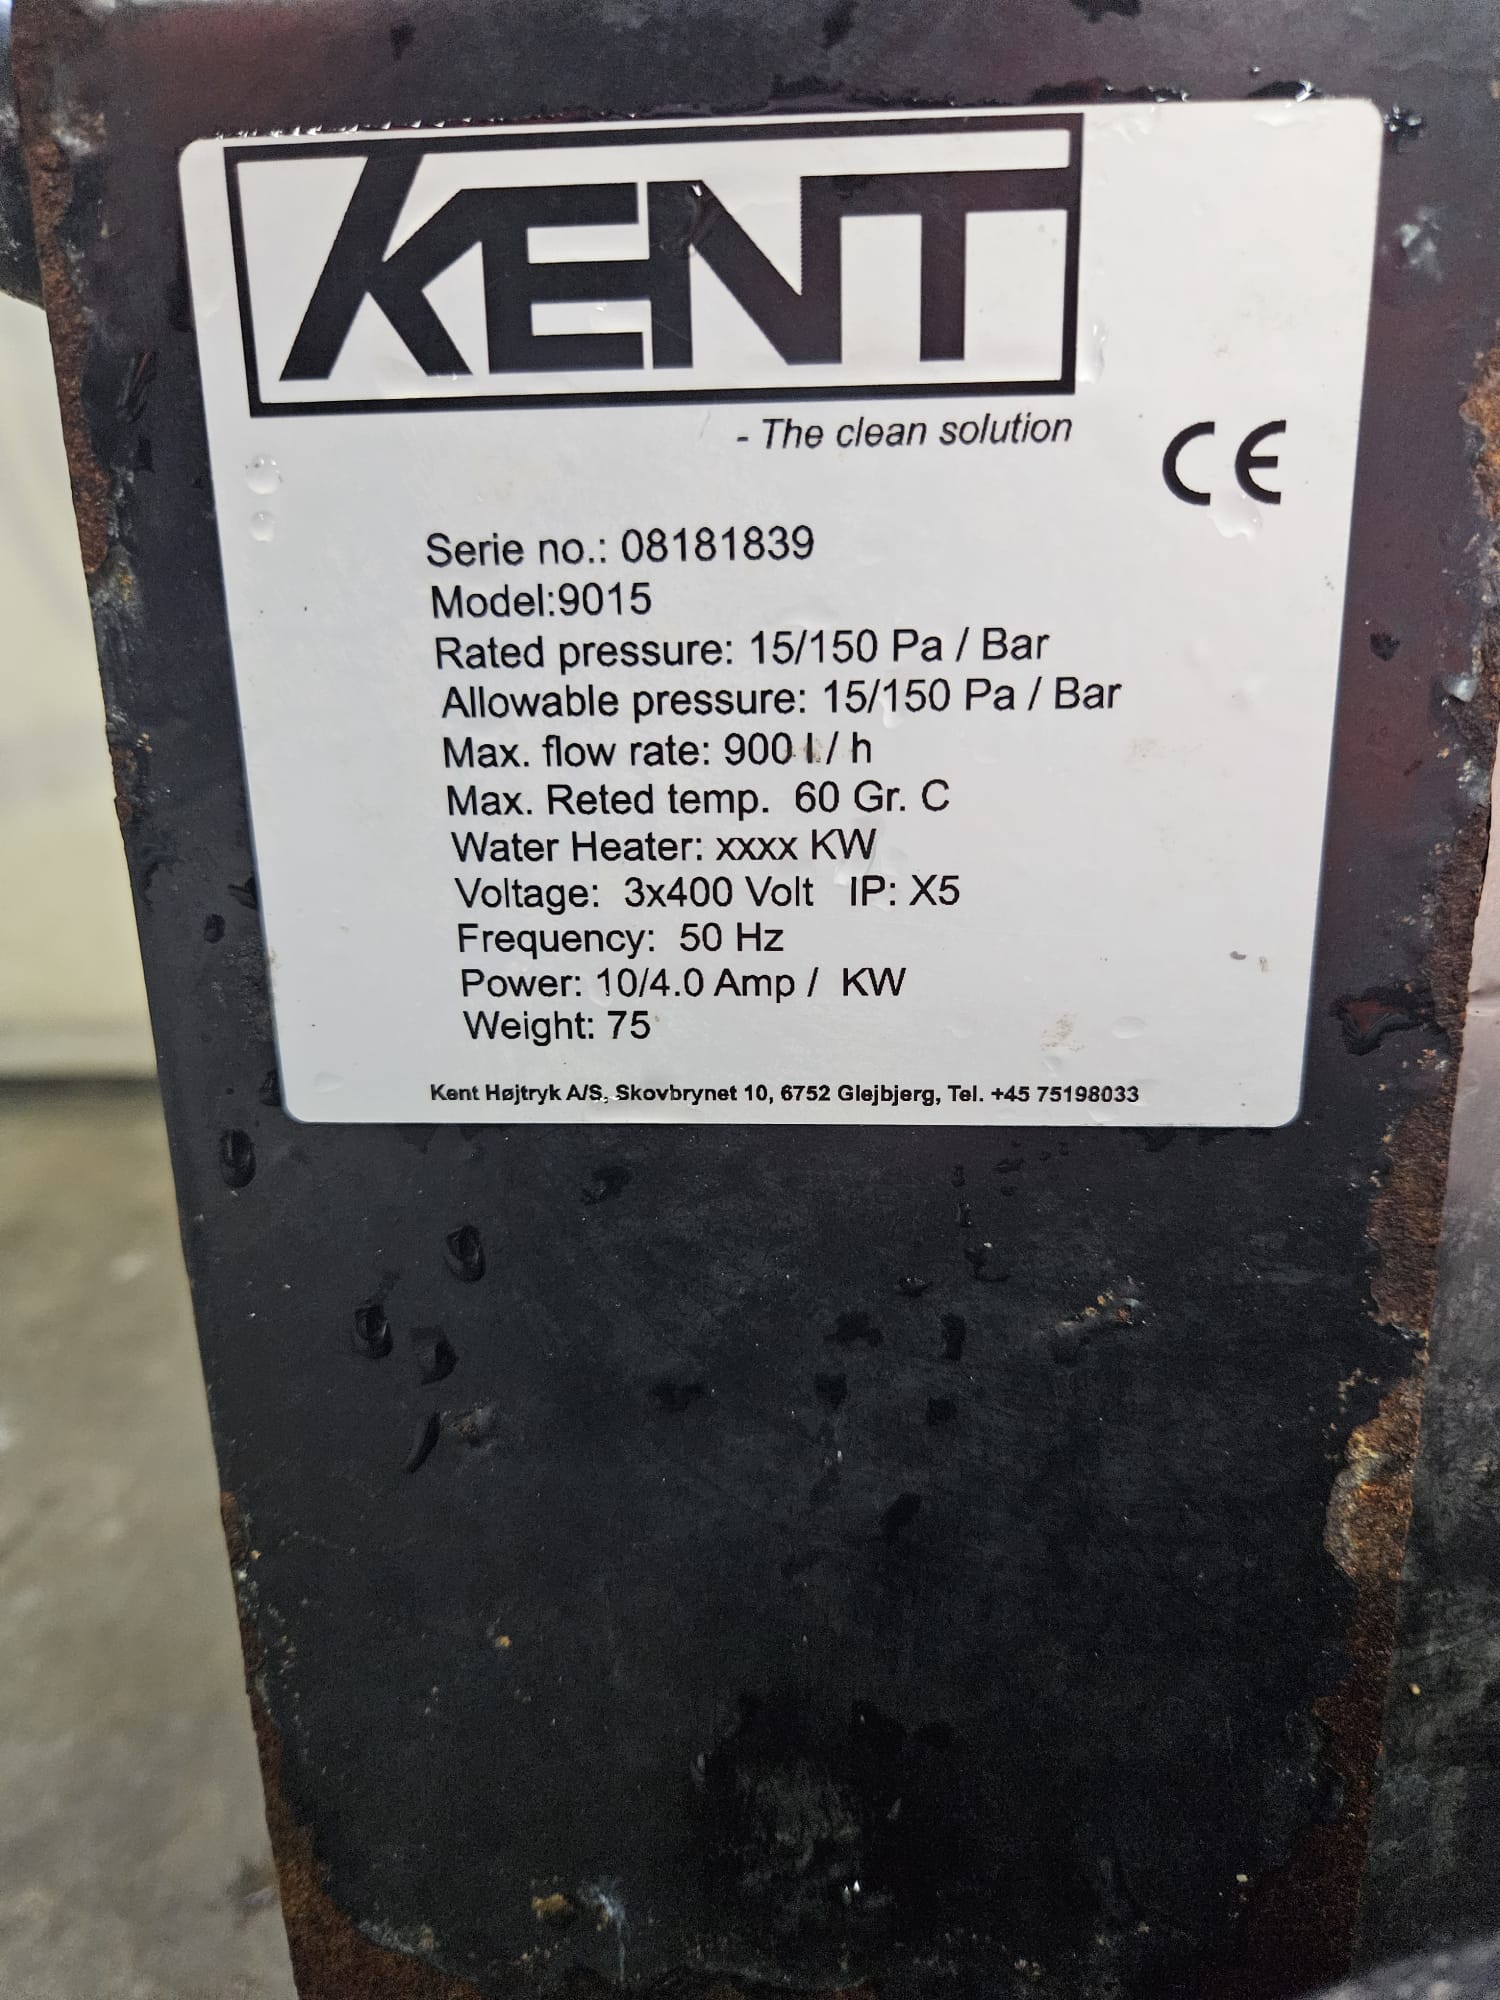 KENT
- The clean solution
CE
Serie no.: 08181839
Model:9015
Rated pressure: 15/150 Pa / Bar
Allowable pressure: 15/150 Pa / Bar
Max. flow rate: 900 l / h
Max. Reted temp. 60 Gr. C
Water Heater: xxxx KW
Voltage: 3x400 Volt IP: X5
Frequency: 50 Hz
Power: 10/4.0 Amp / KW
Weight: 75
Kent Højtryk A/S, Skovbrynet 10, 6752 Glejbjerg, Tel. +45 75198033